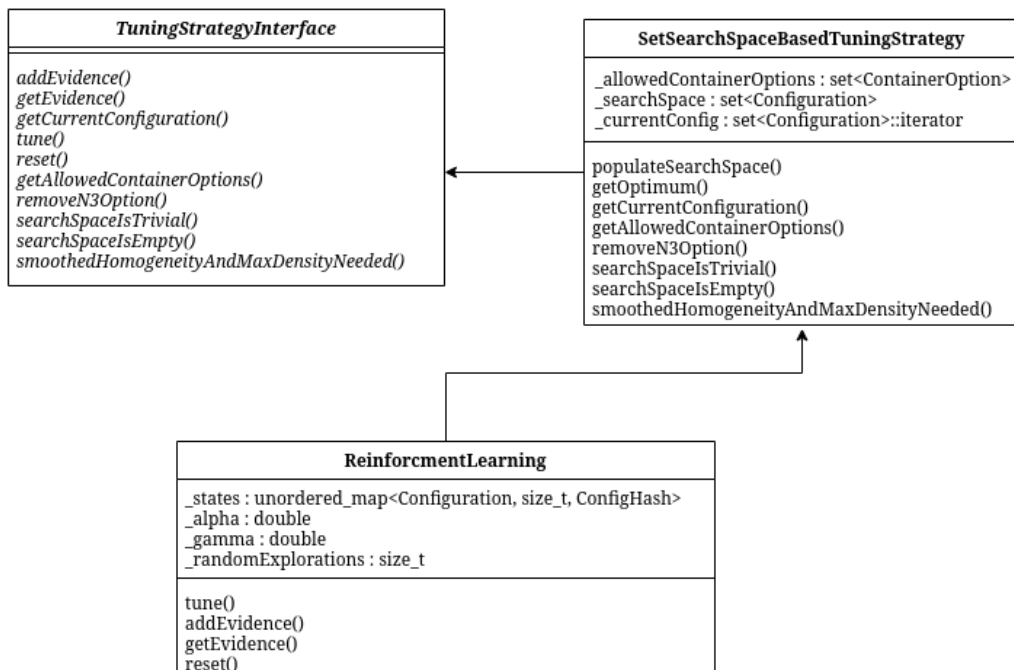 TuningStrategyInterface
addEvidence()
getEvidence()
getCurrentConfiguration()
tune()
reset()
getAllowedContainerOptions()
removeN3Option()
searchSpaceIsTrivial()
searchSpaceIsEmpty()
smoothedHomogeneityAndMaxDensityNeeded()
SetSearchSpaceBasedTuningStrategy
_allowedContainerOptions : set<ContainerOption>
_searchSpace : set<Configuration>
_currentConfig : set<Configuration>::iterator
populateSearchSpace()
getOptimum()
getCurrentConfiguration()
getAllowedContainerOptions()
removeN3Option()
searchSpaceIsTrivial()
searchSpaceIsEmpty()
smoothedHomogeneityAndMaxDensityNeeded()
ReinforcmentLearning
_states : unordered_map<Configuration, size_t, ConfigHash>
_alpha : double
_gamma : double
_randomExplorations : size_t
tune()
addEvidence()
getEvidence()
reset()